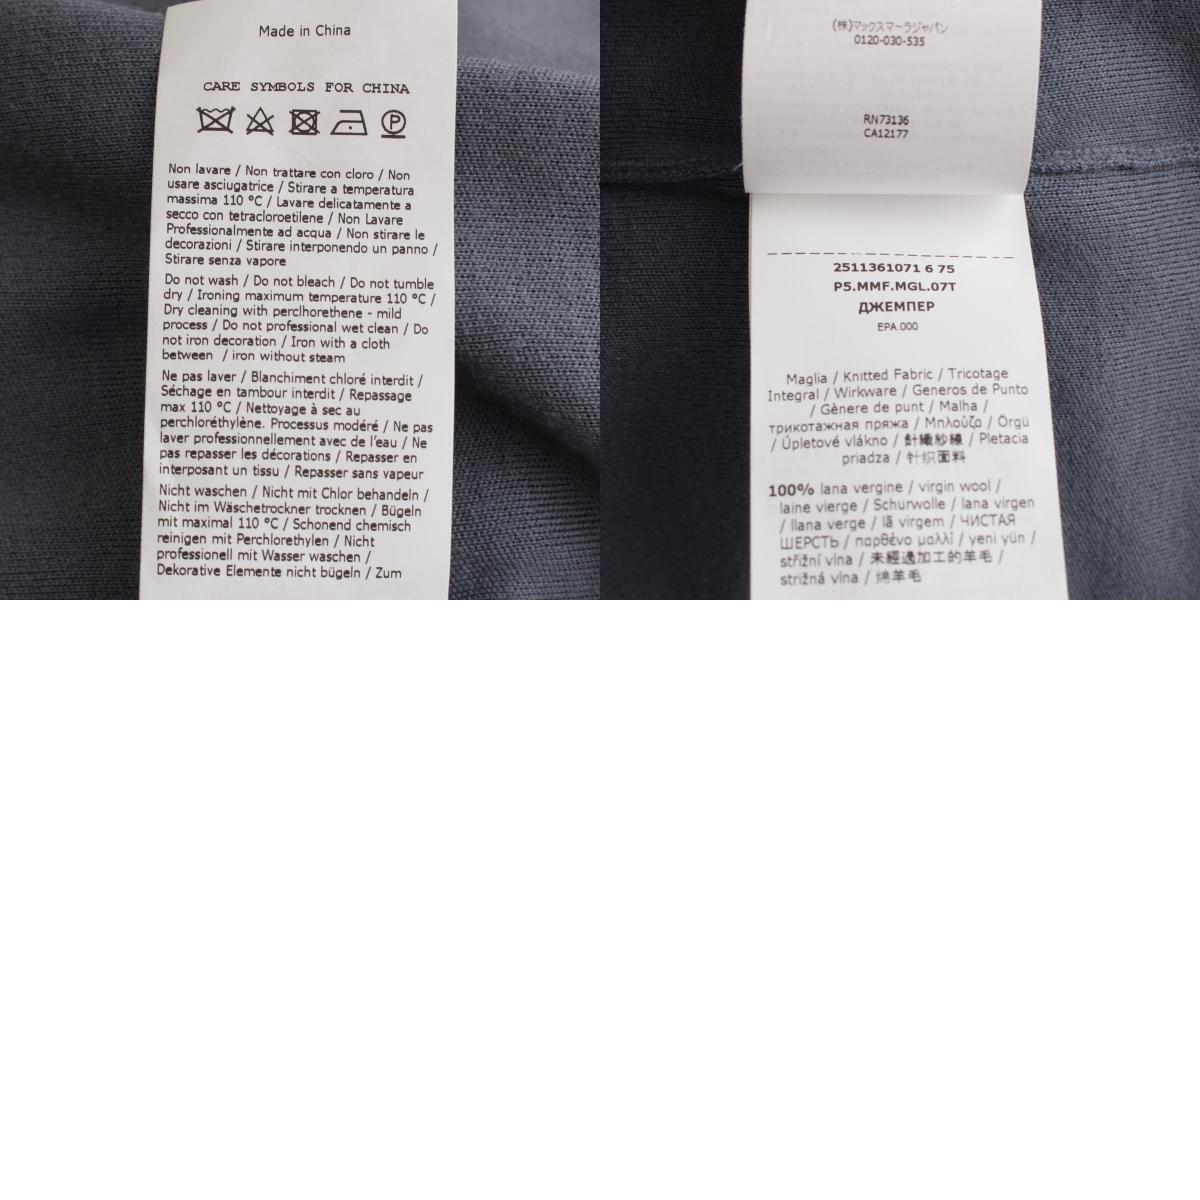 Made in China
CARE SYMBOLS FOR CHINA
P
Non lavare / Non trattare con cloro / Non
usare asciugatrice / Stirare a temperatura
massima 110 °C / Lavare delicatamente a
secco con tetracloroetilene / Non Lavare
Professionalmente ad acqua / Non stirare le
decorazioni / Stirare interponendo un panno /
Stirare senza vapore
Do not wash / Do not bleach / Do not tumble
dry / Ironing maximum temperature 110 °C /
Dry cleaning with perclhorethene - mild
process / Do not professional wet clean / Do
not iron decoration / Iron with a cloth
between / iron without steam
Ne pas laver / Blanchiment chloré interdit /
Séchage en tambour interdit / Repassage
max 110 °C / Nettoyage à sec au
perchloréthylène. Processus modéré / Ne pas
laver professionnellement avec de l'eau / Ne
pas repasser les décorations / Repasser en
interposant un tissu / Repasser sans vapeur
Nicht waschen / Nicht mit Chlor behandeln /
Nicht im Wäschetrockner trocknen / Bügeln
mit maximal 110 °C / Schonend chemisch
reinigen mit Perchlorethylen / Nicht
professionell mit Wasser waschen /
Dekorative Elemente nicht bügeln / Zum
(株)マックスマーラジャパン
0120-030-535
RN73136
CA12177
2511361071 6 75
P5.MMF.MGL.07T
ДЖЕМПЕР
EPA.000
Maglia / Knitted Fabric / Tricotage
Integral / Wirkware / Generos de Punto
/ Gènere de punt / Malha /
трикотажная пряжа / Μπλούζα / Örgü
/ Úpletové vlákno / 針織紗線 / Pletacia
priadza / 针织面料
100% lana vergine / virgin wool /
laine vierge / Schurwolle / lana virgen
/ llana verge / lã virgem / ЧИСТАЯ
ШЕРСТЬ / παρθένο μαλλί / yeni yün /
střižní vlna / 未經過加工的羊毛 /
strižná vlna / 绵羊毛